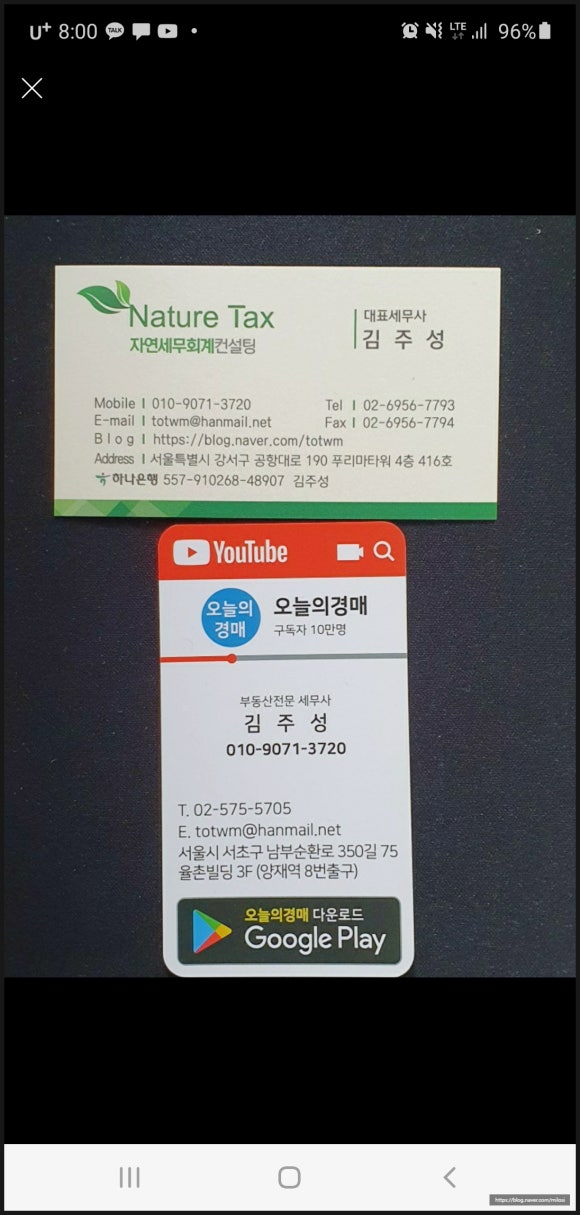 U+ 8:00 TALK LTE 96%
Nature Tax
자연세무회계컨설팅
대표세무사
김 주 성
Mobile I 010-9071-3720
Tel I 02-6956-7793
E-mail I totwm@hanmail.net
Fax I 02-6956-7794
Blog I https://blog.naver.com/totwm
Address I 서울특별시 강서구 공항대로 190 푸리마타워 4층 416호
하나은행 557-910268-48907 김주성
YouTube
오늘의
경매
오늘의경매
구독자 10만명
부동산전문 세무사
김 주 성
010-9071-3720
T. 02-575-5705
E. totwm@hanmail.net
서울시 서초구 남부순환로 350길 75
율촌빌딩 3F (양재역 8번출구)
오늘의경매 다운로드
Google Play